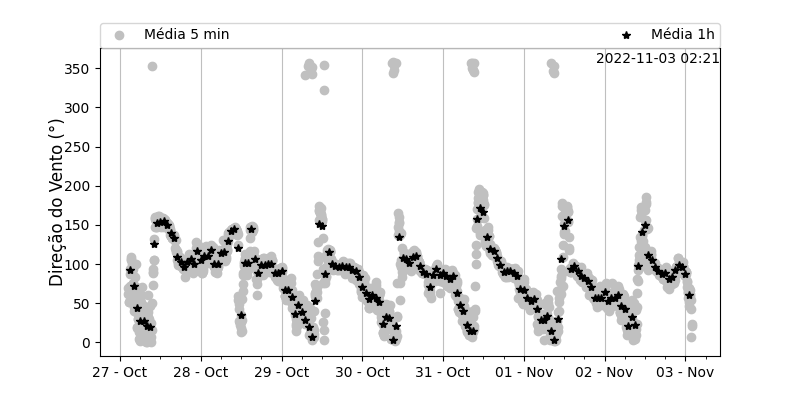 Média 5 min
Média 1h
2022-11-03 02:21
Direção do Vento (°)
350
300
250
200
150
100
50
0
27 - Oct
28 - Oct
29 - Oct
30 - Oct
31 - Oct
01 - Nov
02 - Nov
03 - Nov